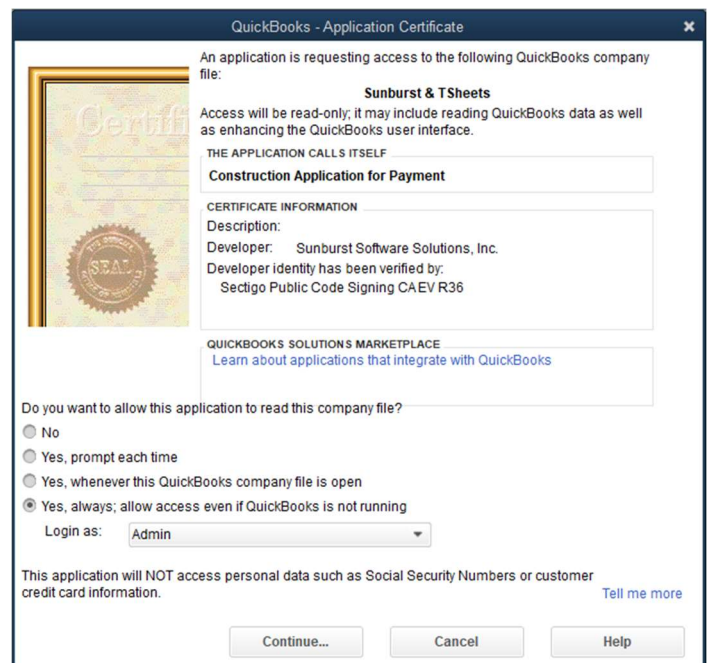 QuickBooks - Application Certificate
An application is requesting access to the following QuickBooks company
file:
Sunburst & TSheets
Access will be read-only; it may include reading QuickBooks data as well
as enhancing the QuickBooks user interface.
THE APPLICATION CALLS ITSELF
Construction Application for Payment
CERTIFICATE INFORMATION
Description:
Developer: Sunburst Software Solutions, Inc.
Developer identity has been verified by:
Sectigo Public Code Signing CA EV R36
QUICKBOOKS SOLUTIONS MARKETPLACE
Learn about applications that integrate with QuickBooks
Certifi
SEAL
Do you want to allow this application to read this company file?
No
Yes, prompt each time
Yes, whenever this QuickBooks company file is open
Yes, always; allow access even if QuickBooks is not running
Login as: Admin
This application will NOT access personal data such as Social Security Numbers or customer
credit card information.
Tell me more
Continue...
Cancel
Help